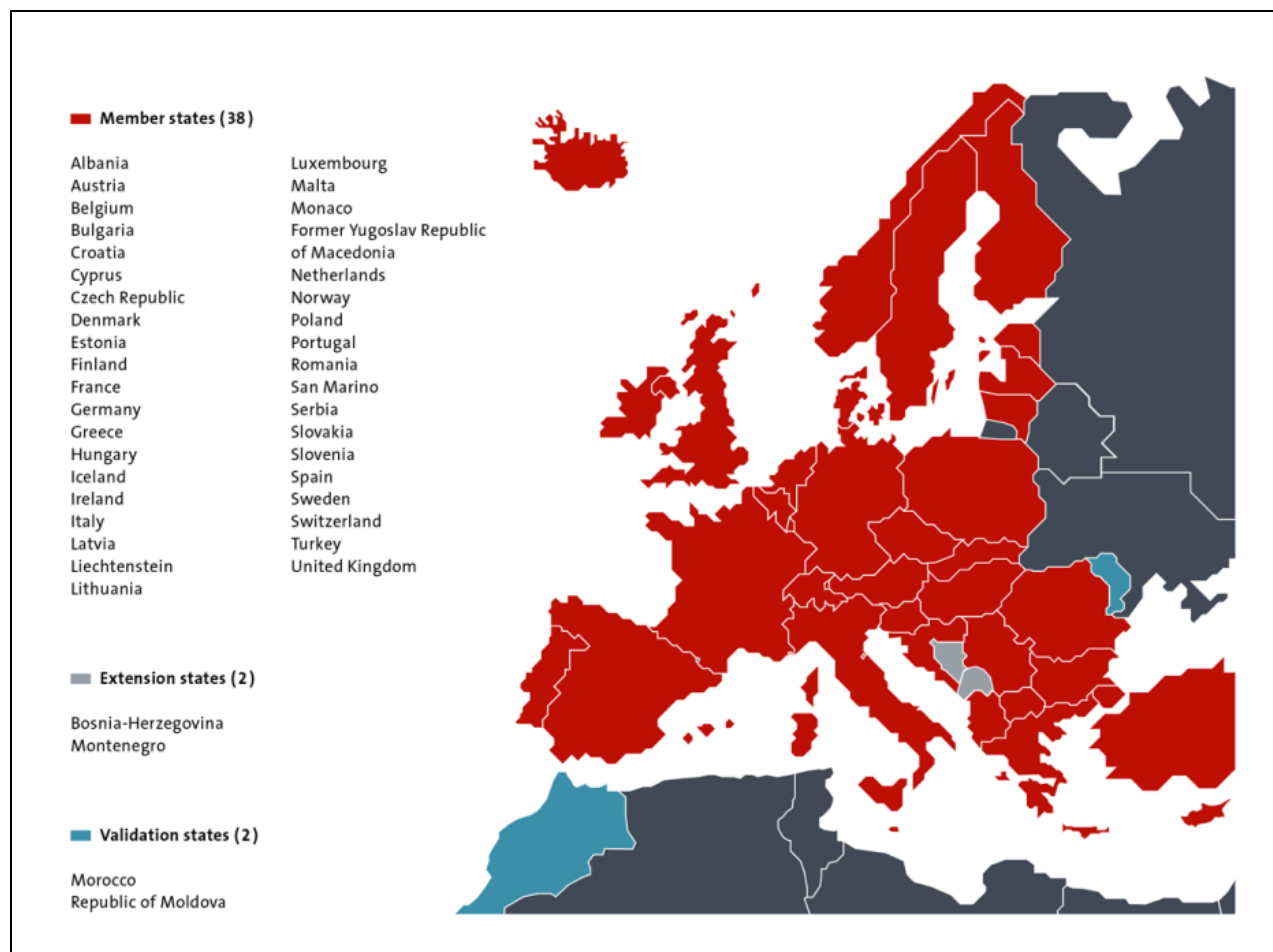 Member states (38)
Albania
Austria
Belgium
Bulgaria
Croatia
Cyprus
Czech Republic
Denmark
Estonia
Finland
France
Germany
Greece
Hungary
Iceland
Ireland
Italy
Latvia
Liechtenstein
Lithuania
Luxembourg
Malta
Monaco
Former Yugoslav Republic
of Macedonia
Netherlands
Norway
Poland
Portugal
Romania
San Marino
Serbia
Slovakia
Slovenia
Spain
Sweden
Switzerland
Turkey
United Kingdom
Extension states (2)
Bosnia-Herzegovina
Montenegro
Validation states (2)
Morocco
Republic of Moldova